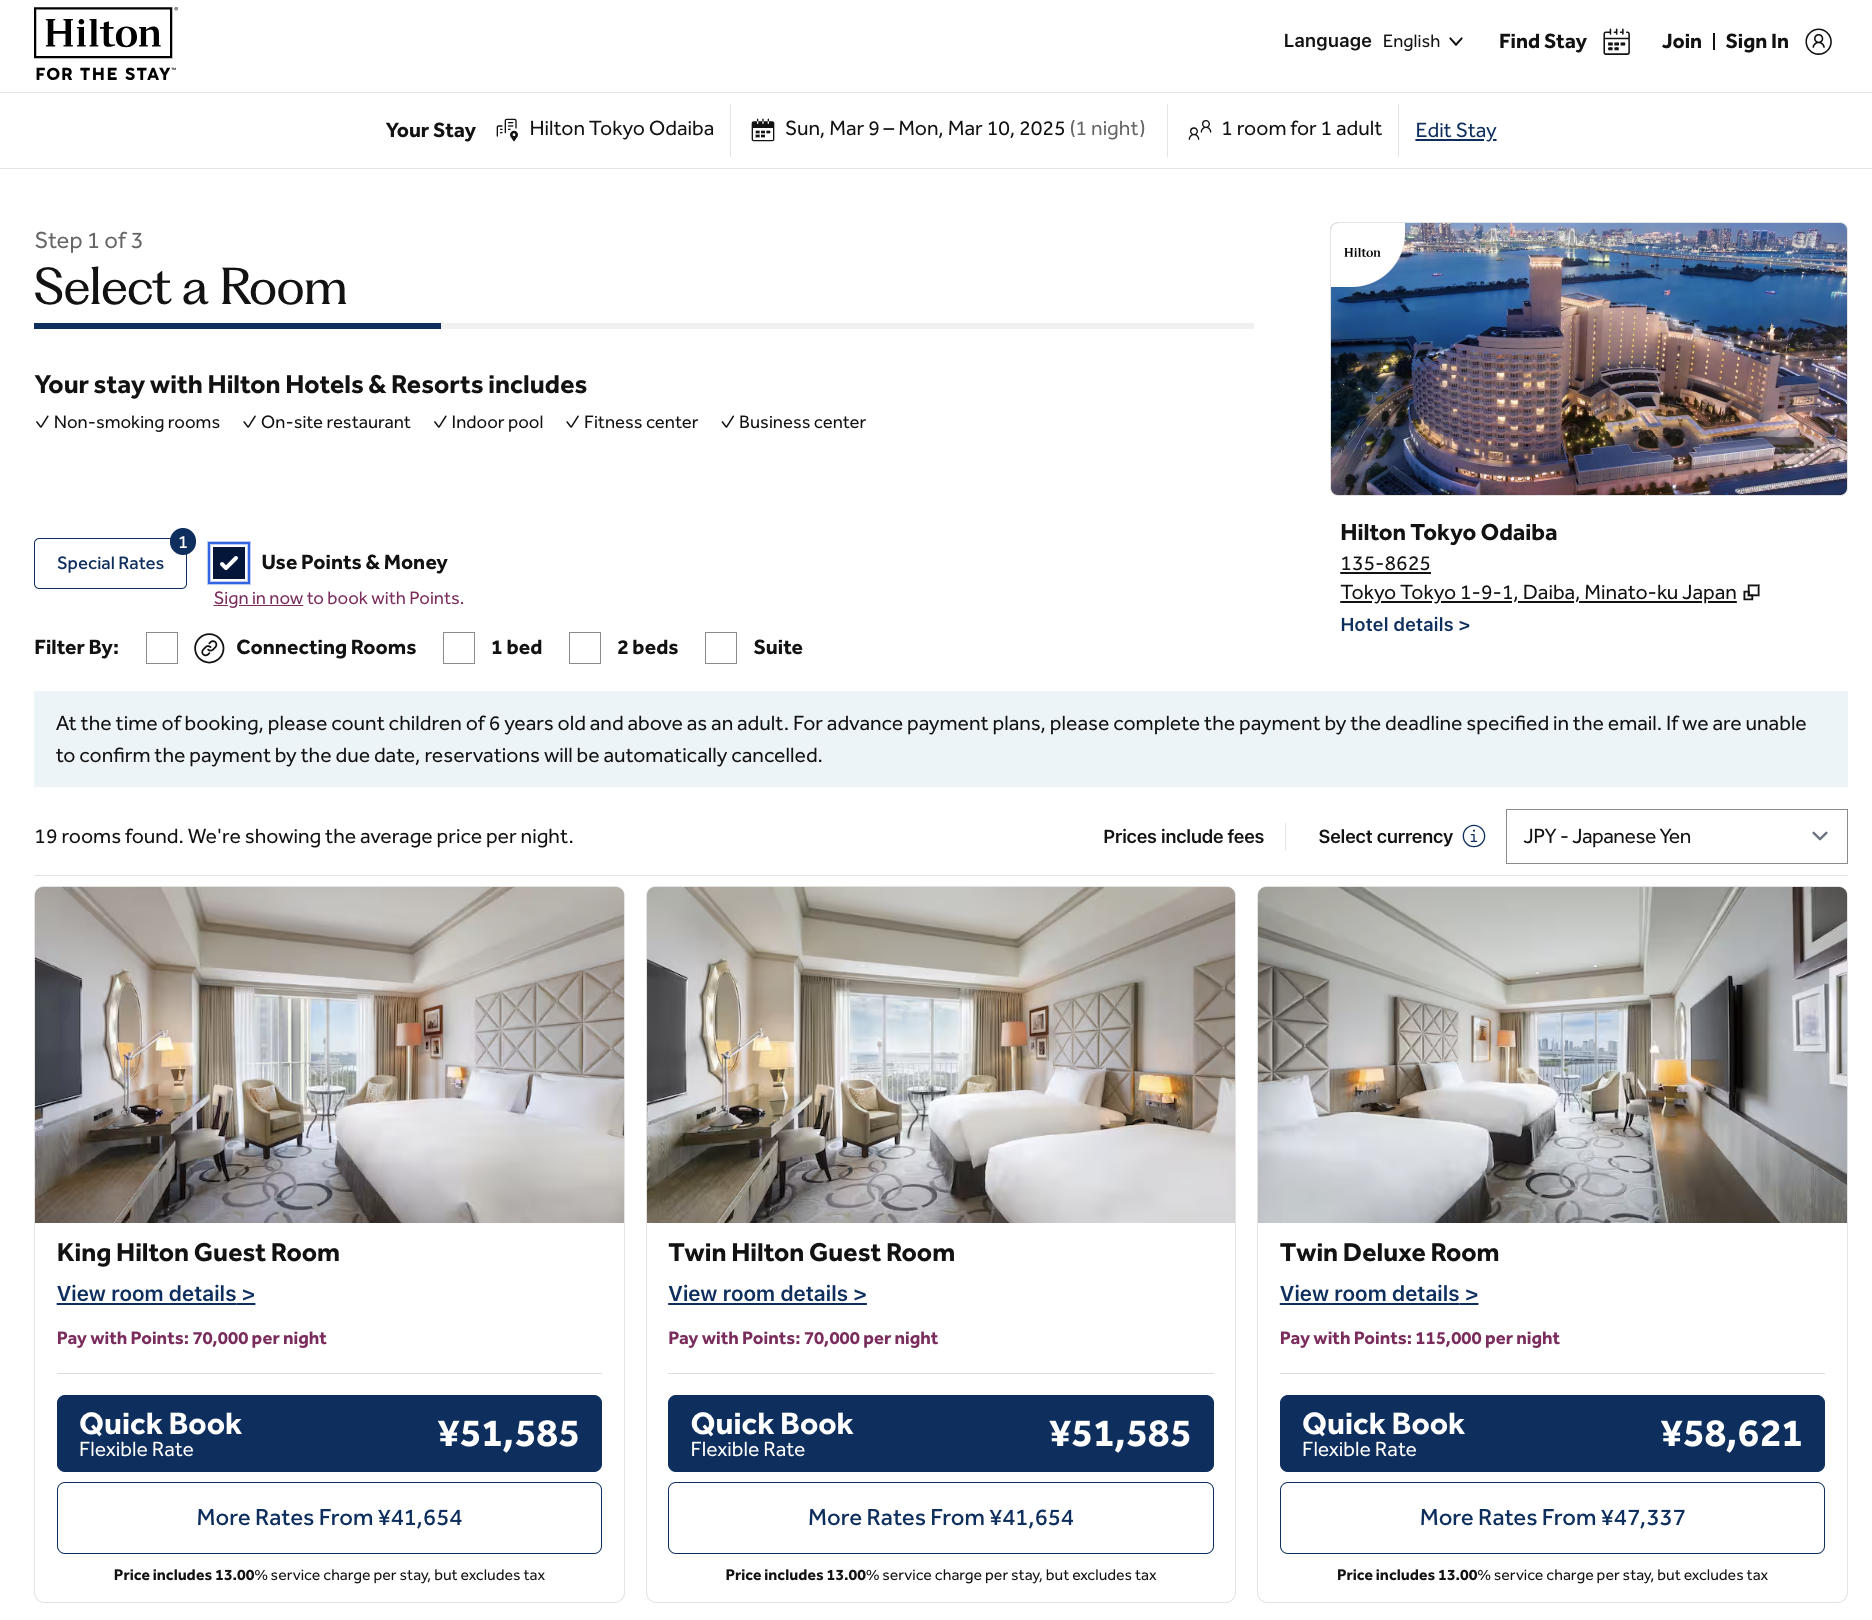 Hilton
FOR THE STAY™
Language English
Find Stay
Join | Sign In
Your Stay
Hilton Tokyo Odaiba
Sun, Mar 9 – Mon, Mar 10, 2025 (1 night)
1 room for 1 adult
Edit Stay
Step 1 of 3
Select a Room
Your stay with Hilton Hotels & Resorts includes
Non-smoking rooms
On-site restaurant
Indoor pool
Fitness center
Business center
Hilton
Hilton Tokyo Odaiba
135-8625
Tokyo Tokyo 1-9-1, Daiba, Minato-ku Japan
Hotel details >
Special Rates
1
Use Points & Money
Sign in now to book with Points.
Filter By:
Connecting Rooms
1 bed
2 beds
Suite
At the time of booking, please count children of 6 years old and above as an adult. For advance payment plans, please complete the payment by the deadline specified in the email. If we are unable
to confirm the payment by the due date, reservations will be automatically cancelled.
19 rooms found. We're showing the average price per night.
Prices include fees
Select currency
JPY - Japanese Yen
King Hilton Guest Room
View room details >
Pay with Points: 70,000 per night
Quick Book
Flexible Rate
¥51,585
More Rates From ¥41,654
Price includes 13.00% service charge per stay, but excludes tax
Twin Hilton Guest Room
View room details >
Pay with Points: 70,000 per night
Quick Book
Flexible Rate
¥51,585
More Rates From ¥41,654
Price includes 13.00% service charge per stay, but excludes tax
Twin Deluxe Room
View room details >
Pay with Points: 115,000 per night
Quick Book
Flexible Rate
¥58,621
More Rates From ¥47,337
Price includes 13.00% service charge per stay, but excludes tax